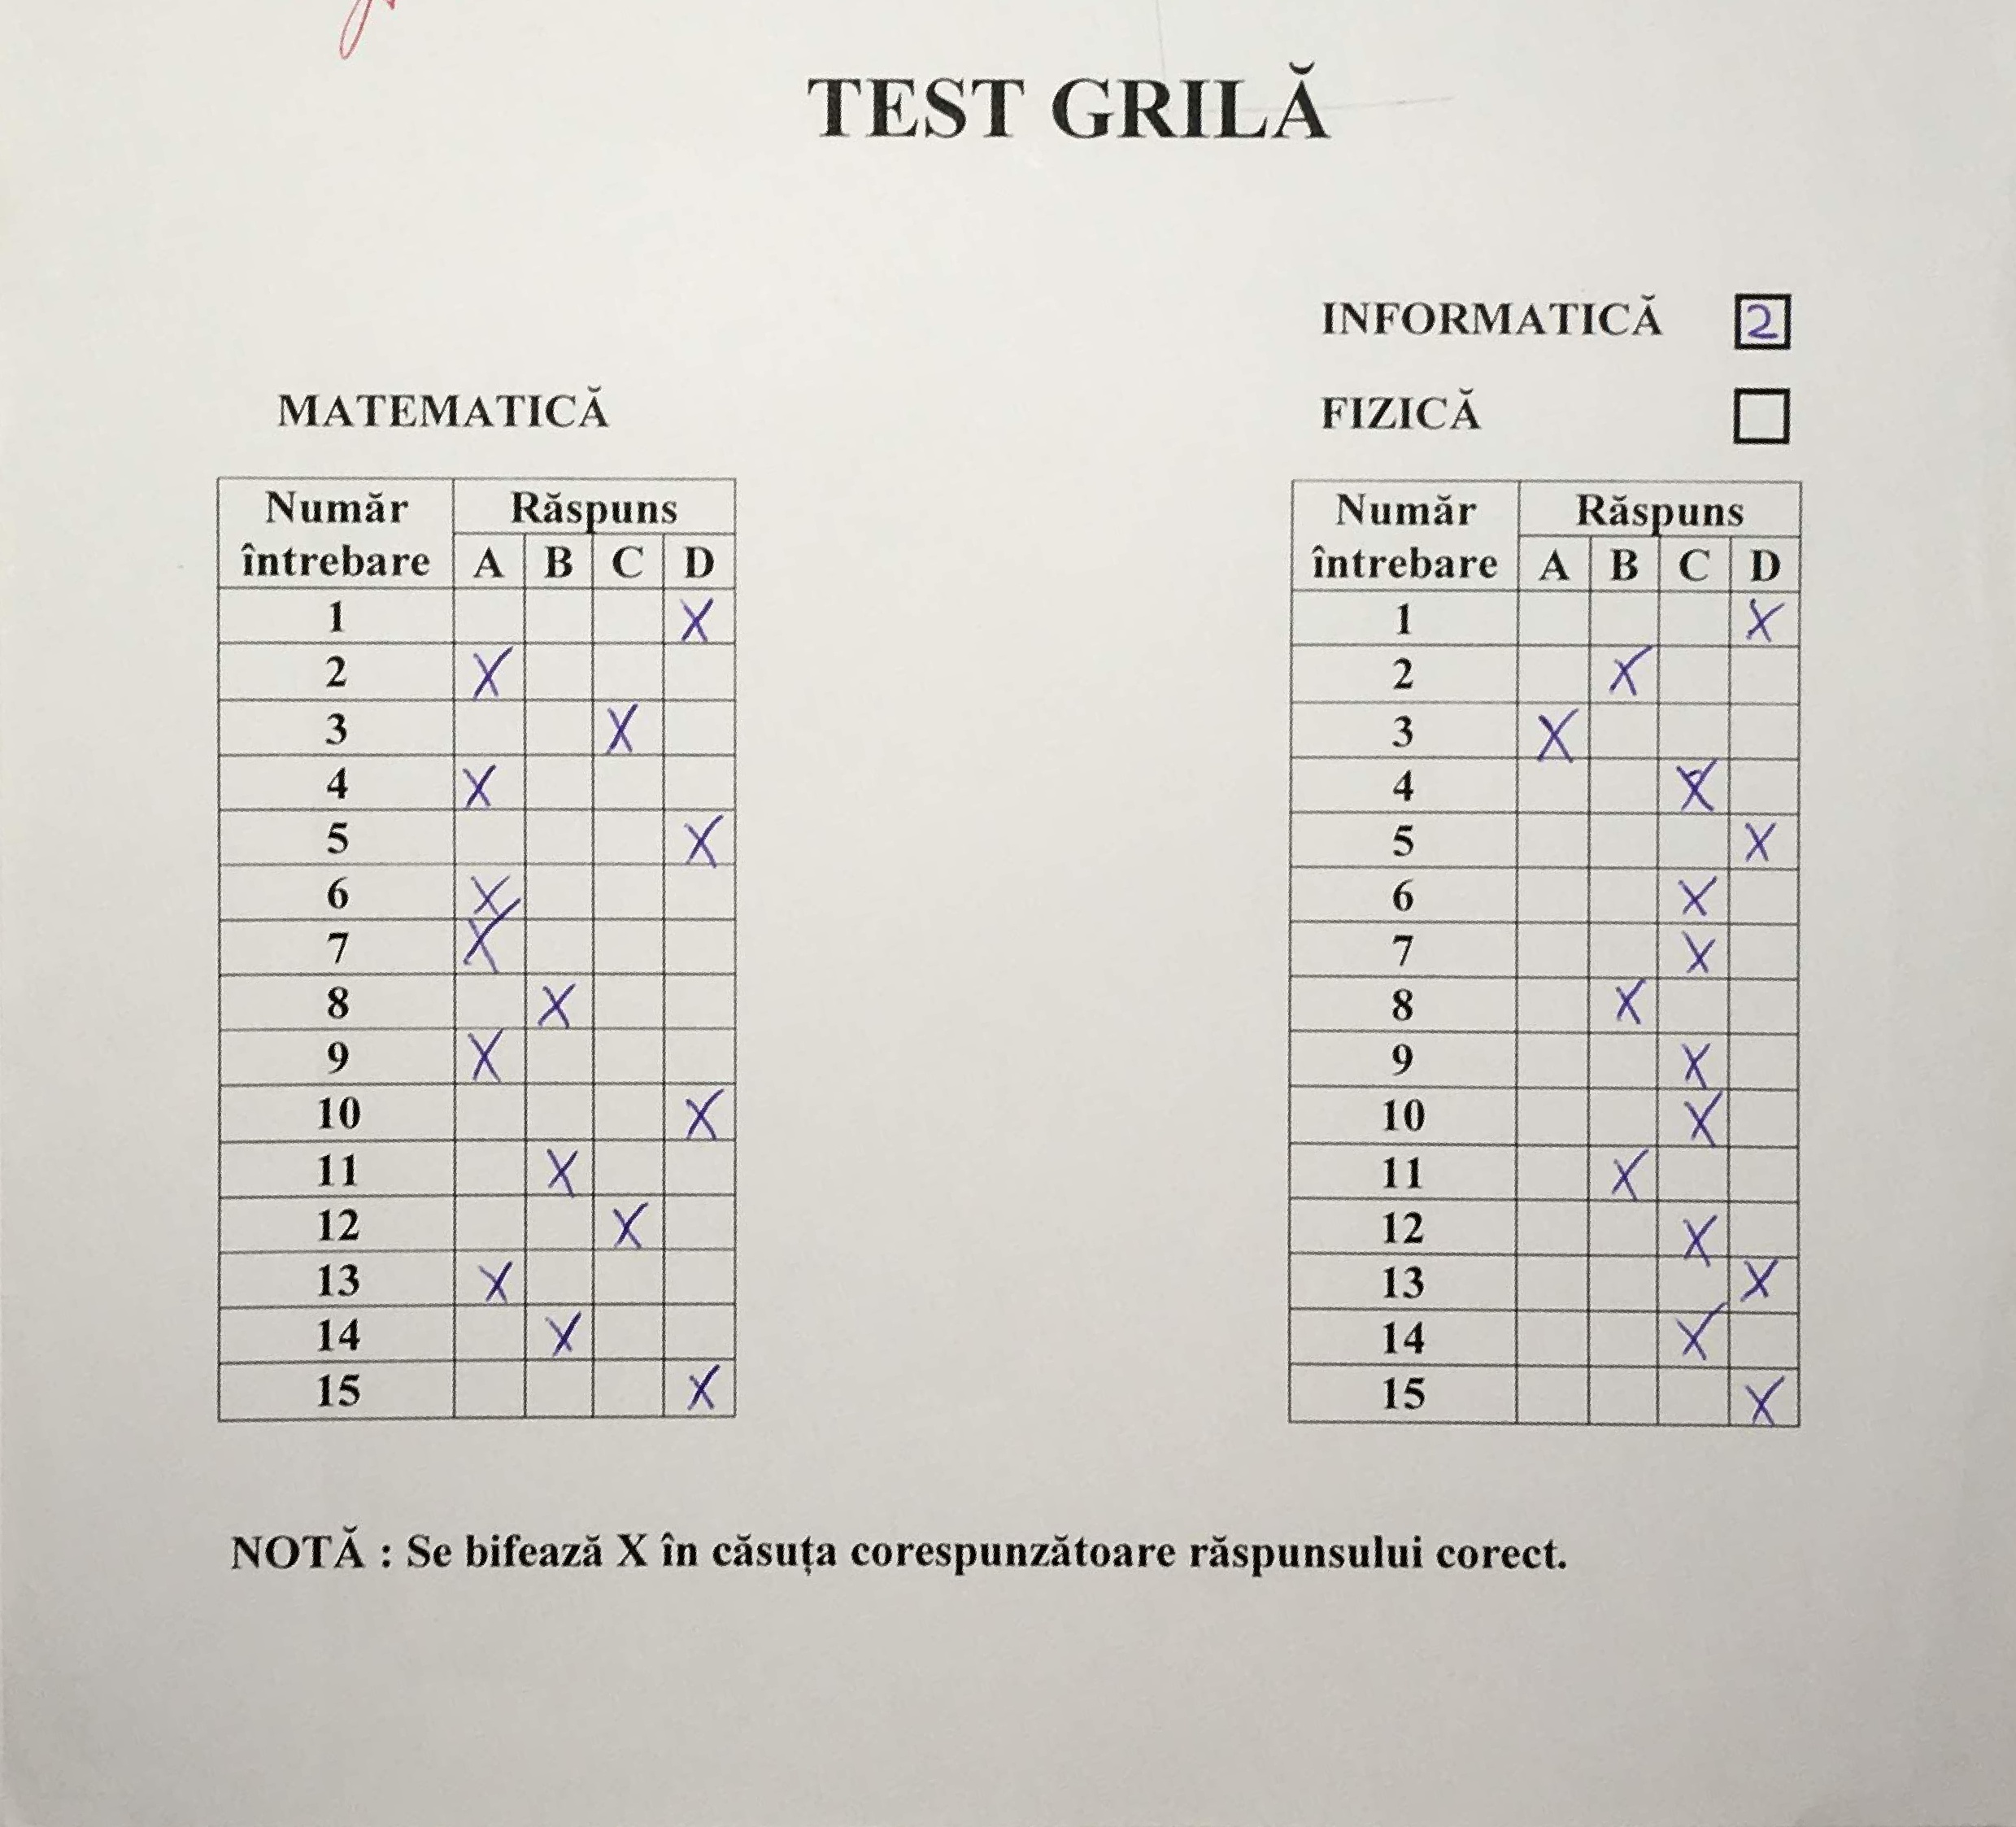 TEST GRILĂ
INFORMATICĂ 2
FIZICĂ
MATEMATICĂ
Număr întrebare Răspuns
A B C D
1 X
2 X
3 X
4 X
5 X
6 X
7 X
8 X
9 X
10 X
11 X
12 X
13 X
14 X
15 X
Număr întrebare Răspuns
A B C D
1 X
2 X
3 X
4 X
5 X
6 X
7 X
8 X
9 X
10 X
11 X
12 X
13 X
14 X
15 X
NOTĂ : Se bifează X în căsuța corespunzătoare răspunsului corect.